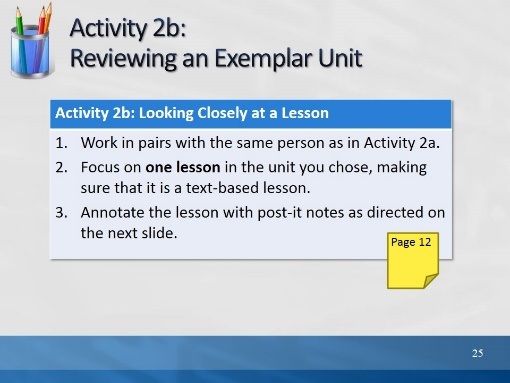 Activity 2b:
Reviewing an Exemplar Unit
Activity 2b: Looking Closely at a Lesson
1. Work in pairs with the same person as in Activity 2a.
2. Focus on one lesson in the unit you chose, making
sure that it is a text-based lesson.
3. Annotate the lesson with post-it notes as directed on
the next slide.
Page 12
25